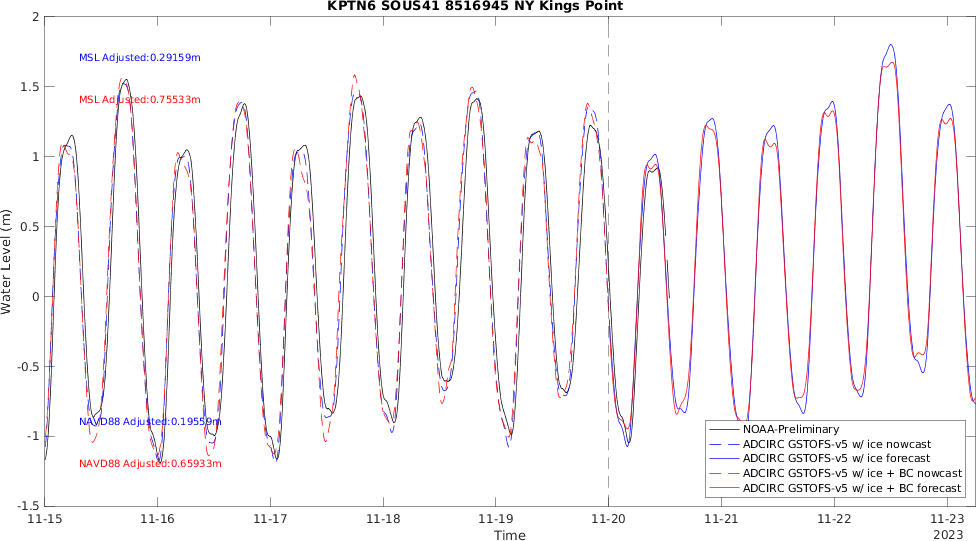 KPTN6 SOUS41 8516945 NY Kings Point
2
1.5
1
0.5
0
-0.5
-1
-1.5
Water Level (m)
MSL Adjusted:0.29159m
MSL Adjusted:0.75533m
NAVD88 Adjusted:0.19559m
NAVD88 Adjusted:0.65933m
NOAA-Preliminary
ADCIRC GSTOFS-v5 w/ ice nowcast
ADCIRC GSTOFS-v5 w/ ice forecast
ADCIRC GSTOFS-v5 w/ ice + BC nowcast
ADCIRC GSTOFS-v5 w/ ice + BC forecast
11-15 11-16 11-17 11-18 11-19 11-20 11-21 11-22 11-23
Time 2023